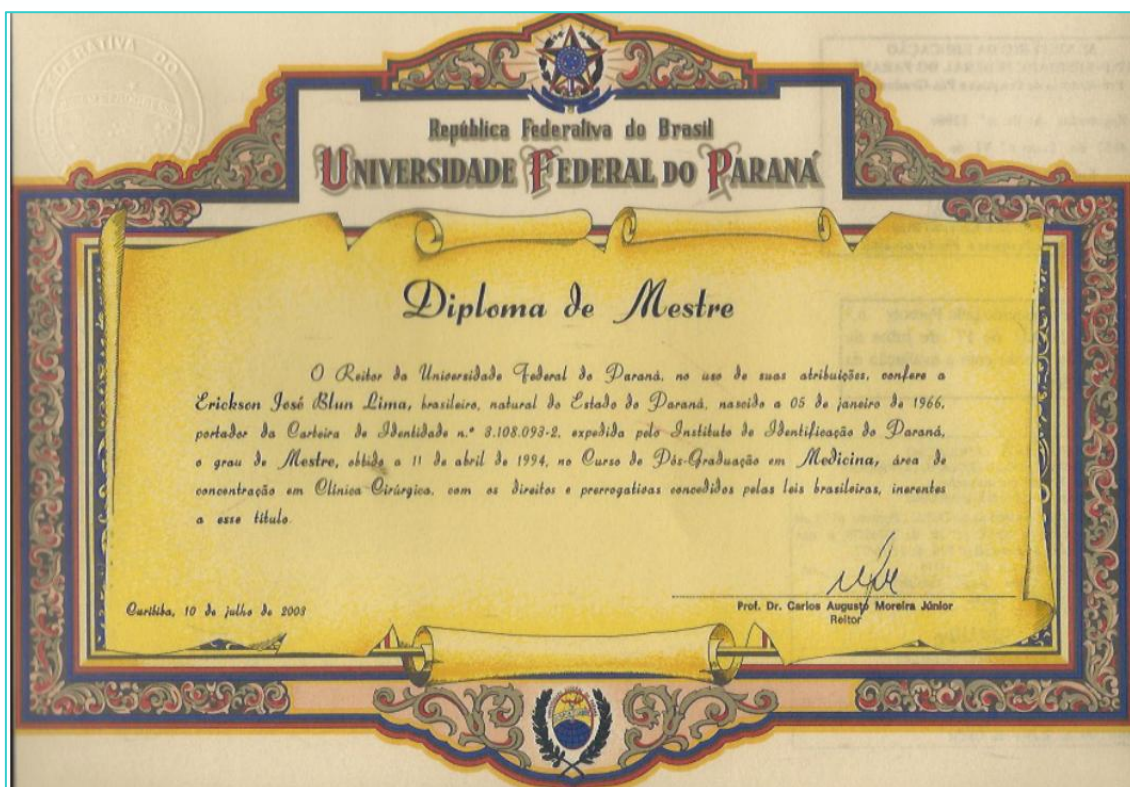 República Federativa do Brasil
UNIVERSIDADE FEDERAL DO PARANÁ
Diploma de Mestre
O Reitor da Universidade Federal do Paraná, no uso de suas atribuições, confere a
Erickson José Blun Lima, brasileiro, natural do Estado do Paraná, nascido a 05 de janeiro de 1966,
portador da Carteira de Identidade n.º 3.108.093-2, expedida pelo Instituto de Identificação do Paraná,
o grau de Mestre, obtido a 11 de abril de 1994, no Curso de Pós-Graduação em Medicina, área de
concentração em Clínica Cirúrgica, com os direitos e prerrogativas concedidos pelas leis brasileiras, inerentes
a esse título.
Curitiba, 10 de julho de 2003
Prof. Dr. Carlos Augusto Moreira Júnior
Reitor